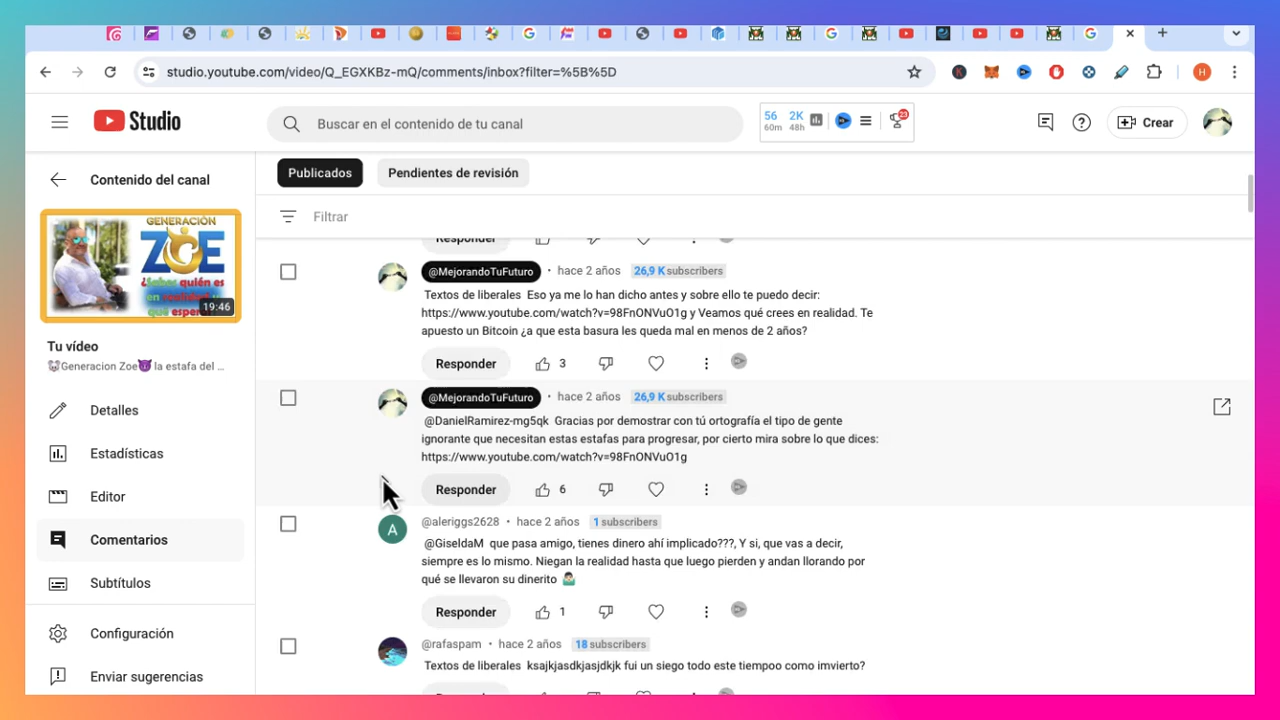 studio.youtube.com/video/Q_EGXKBz-mQ/comments/inbox?filter=%5B%5D
K
H
Studio
Buscar en el contenido de tu canal
56 2K
60m 48h
23
Crear
Contenido del canal
GENERACIÓN
ZOE
¿Sabes quién es
en realidad y
qué esperar
19:46
Tu vídeo
Generacion Zoe la estafa del ...
Detalles
Estadísticas
Editor
Comentarios
Subtítulos
Configuración
Enviar sugerencias
Publicados
Pendientes de revisión
Filtrar
Responder
@MejorandoTuFuturo • hace 2 años 26,9 K subscribers
Textos de liberales Eso ya me lo han dicho antes y sobre ello te puedo decir:
https://www.youtube.com/watch?v=98FnONVuO1g y Veamos qué crees en realidad. Te
apuesto un Bitcoin ¿a que esta basura les queda mal en menos de 2 años?
Responder 3
@MejorandoTuFuturo • hace 2 años 26,9 K subscribers
@DanielRamirez-mg5qk Gracias por demostrar con tú ortografía el tipo de gente
ignorante que necesitan estas estafas para progresar, por cierto mira sobre lo que dices:
https://www.youtube.com/watch?v=98FnONVuO1g
Responder 6
A
@aleriggs2628 • hace 2 años 1 subscribers
@GiseldaM que pasa amigo, tienes dinero ahí implicado???, Y si, que vas a decir,
siempre es lo mismo. Niegan la realidad hasta que luego pierden y andan llorando por
qué se llevaron su dinerito 🤷🏻‍♂️
Responder 1
@rafaspam • hace 2 años 18 subscribers
Textos de liberales ksajkjasdkjasjdkjk fui un siego todo este tiempoo como imvierto?